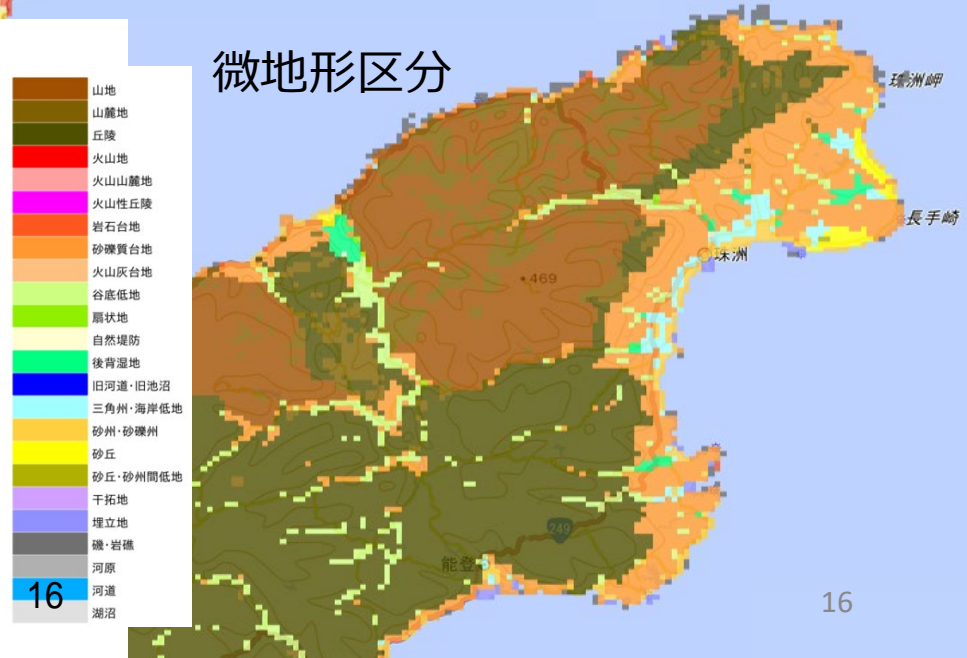 微地形区分
山地
山麓地
丘陵
火山地
火山山麓地
火山性丘陵
岩石台地
砂礫質台地
火山灰台地
谷底低地
扇状地
自然堤防
後背湿地
旧河道・旧池沼
三角州・海岸低地
砂州・砂礫州
砂丘
砂丘・砂州間低地
干拓地
埋立地
磯・岩礁
河原
河道
湖沼
16
珠洲岬
長手崎
珠洲
469
249
能登
16